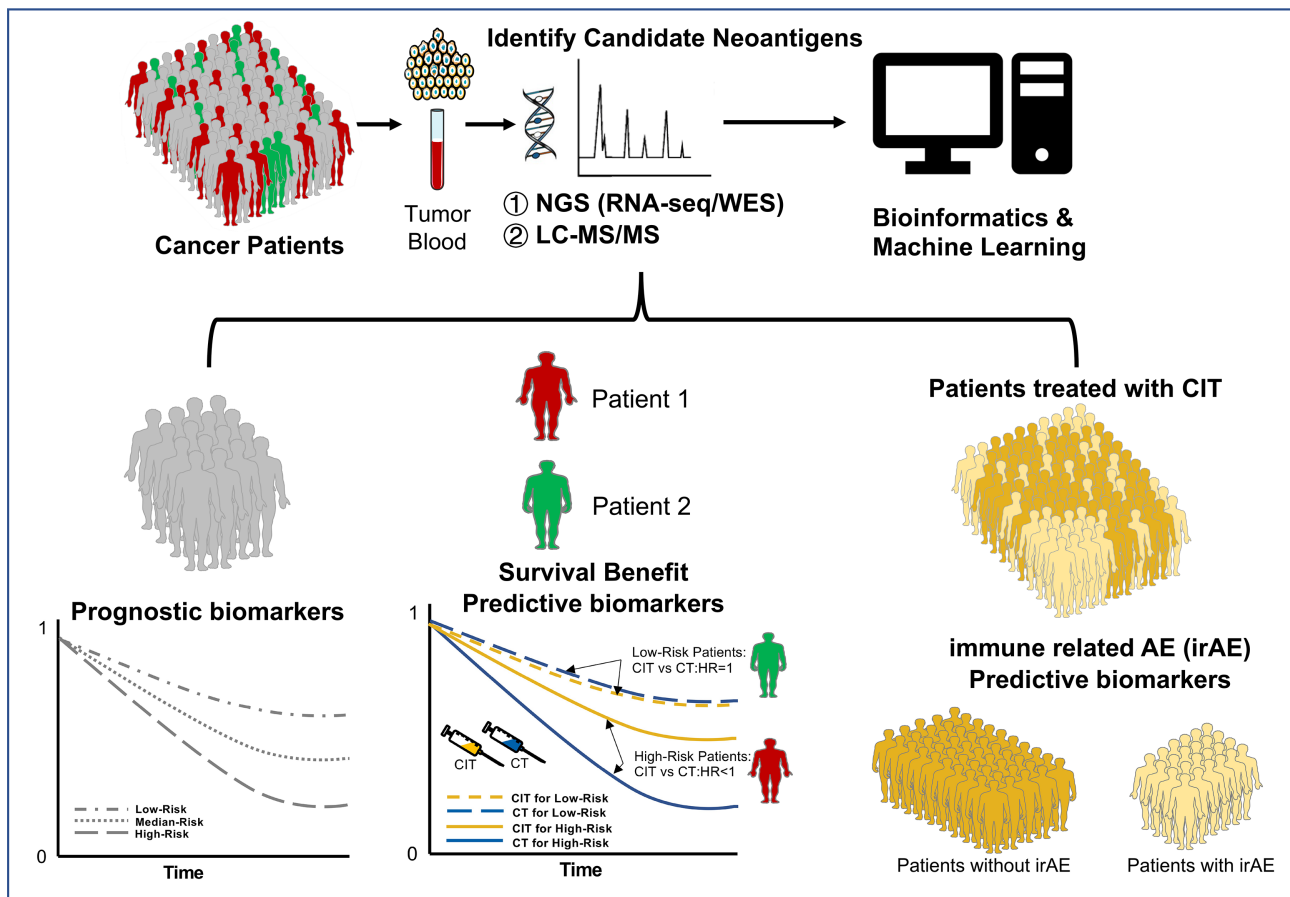 Identify Candidate Neoantigens
Cancer Patients
Tumor
Blood
① NGS (RNA-seq/WES)
② LC-MS/MS
Bioinformatics &
Machine Learning
Patient 1
Patient 2
Prognostic biomarkers
1
0
Low-Risk
Median-Risk
High-Risk
Time
Survival Benefit
Predictive biomarkers
1
0
Low-Risk Patients:
CIT vs CT:HR=1
High-Risk Patients:
CIT vs CT:HR<1
CIT
CT
CIT for Low-Risk
CT for Low-Risk
CIT for High-Risk
CT for High-Risk
Time
Patients treated with CIT
immune related AE (irAE)
Predictive biomarkers
Patients without irAE
Patients with irAE